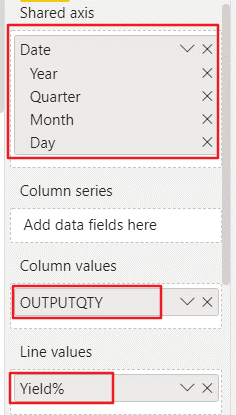 Shared axis
Date
Year
Quarter
Month
Day
Column series
Add data fields here
Column values
OUTPUTQTY
Line values
Yield%